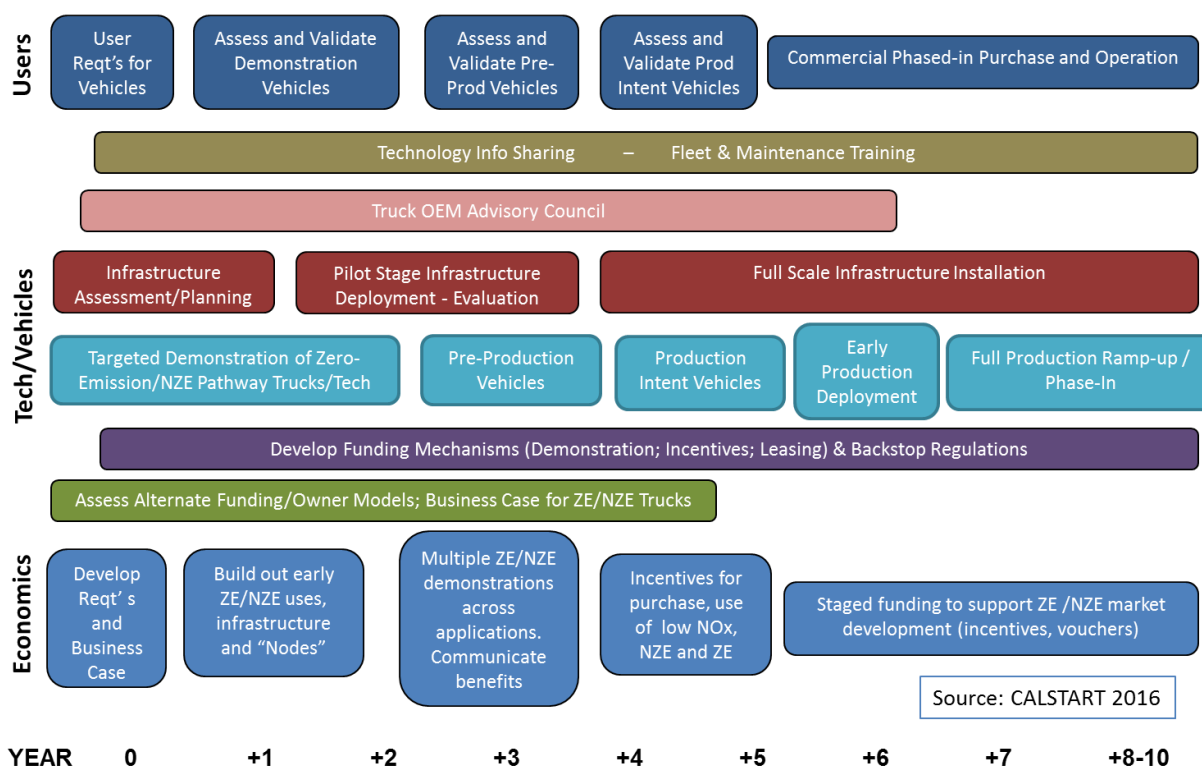 Users
User
Reqt's for
Vehicles
Assess and Validate
Demonstration
Vehicles
Assess and
Validate Pre-
Prod Vehicles
Assess and
Validate Prod
Intent Vehicles
Commercial Phased-in Purchase and Operation
Technology Info Sharing – Fleet & Maintenance Training
Truck OEM Advisory Council
Tech/Vehicles
Infrastructure
Assessment/Planning
Pilot Stage Infrastructure
Deployment - Evaluation
Full Scale Infrastructure Installation
Targeted Demonstration of Zero-
Emission/NZE Pathway Trucks/Tech
Pre-Production
Vehicles
Production
Intent Vehicles
Early
Production
Deployment
Full Production Ramp-up /
Phase-In
Develop Funding Mechanisms (Demonstration; Incentives; Leasing) & Backstop Regulations
Assess Alternate Funding/Owner Models; Business Case for ZE/NZE Trucks
Economics
Develop
Reqt' s
and
Business
Case
Build out early
ZE/NZE uses,
infrastructure
and “Nodes”
Multiple ZE/NZE
demonstrations
across
applications.
Communicate
benefits
Incentives for
purchase, use
of low NOx,
NZE and ZE
Staged funding to support ZE /NZE market
development (incentives, vouchers)
Source: CALSTART 2016
YEAR 0 +1 +2 +3 +4 +5 +6 +7 +8-10